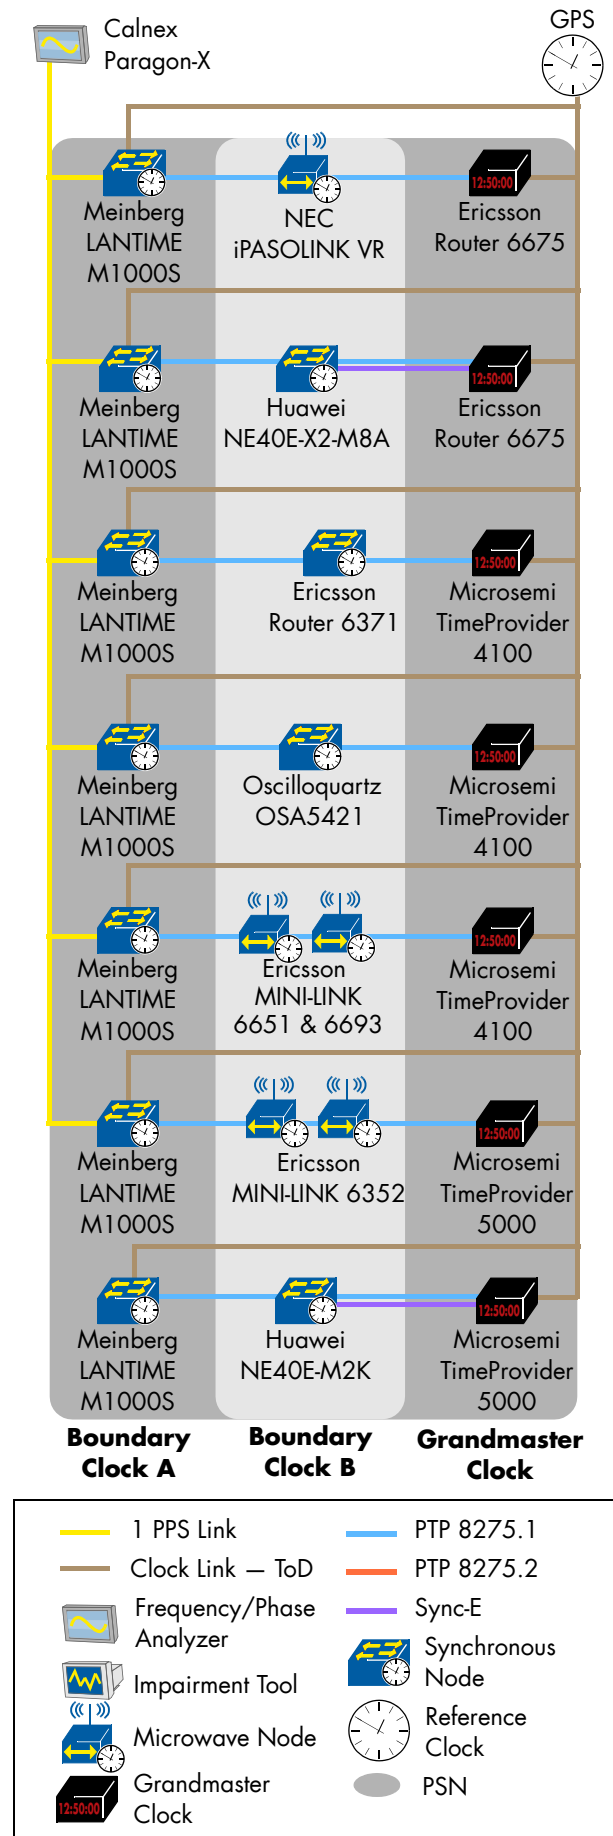 Calnex
Paragon-X
GPS
12:50:00
Meinberg
LANTIME
M1000S
NEC
iPASOLINK VR
Ericsson
Router 6675
12:50:00
Meinberg
LANTIME
M1000S
Huawei
NE40E-X2-M8A
Ericsson
Router 6675
12:50:00
Meinberg
LANTIME
M1000S
Ericsson
Router 6371
Microsemi
TimeProvider
4100
12:50:00
Meinberg
LANTIME
M1000S
Oscilloquartz
OSA5421
Microsemi
TimeProvider
4100
12:50:00
Meinberg
LANTIME
M1000S
Ericsson
MINI-LINK
6651 & 6693
Microsemi
TimeProvider
4100
12:50:00
Meinberg
LANTIME
M1000S
Ericsson
MINI-LINK 6352
Microsemi
TimeProvider
5000
12:50:00
Meinberg
LANTIME
M1000S
Huawei
NE40E-M2K
Microsemi
TimeProvider
5000
Boundary
Clock A
Boundary
Clock B
Grandmaster
Clock
1 PPS Link
Clock Link — ToD
Frequency/Phase
Analyzer
Impairment Tool
Microwave Node
12:50:00
Grandmaster
Clock
PTP 8275.1
PTP 8275.2
Sync-E
Synchronous
Node
Reference
Clock
PSN